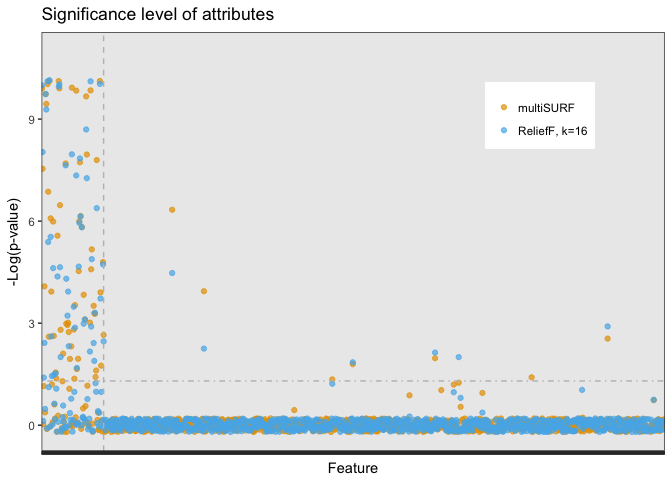 Significance level of attributes
-Log(p-value)
9
6
3
0
multiSURF
ReliefF, k=16
Feature